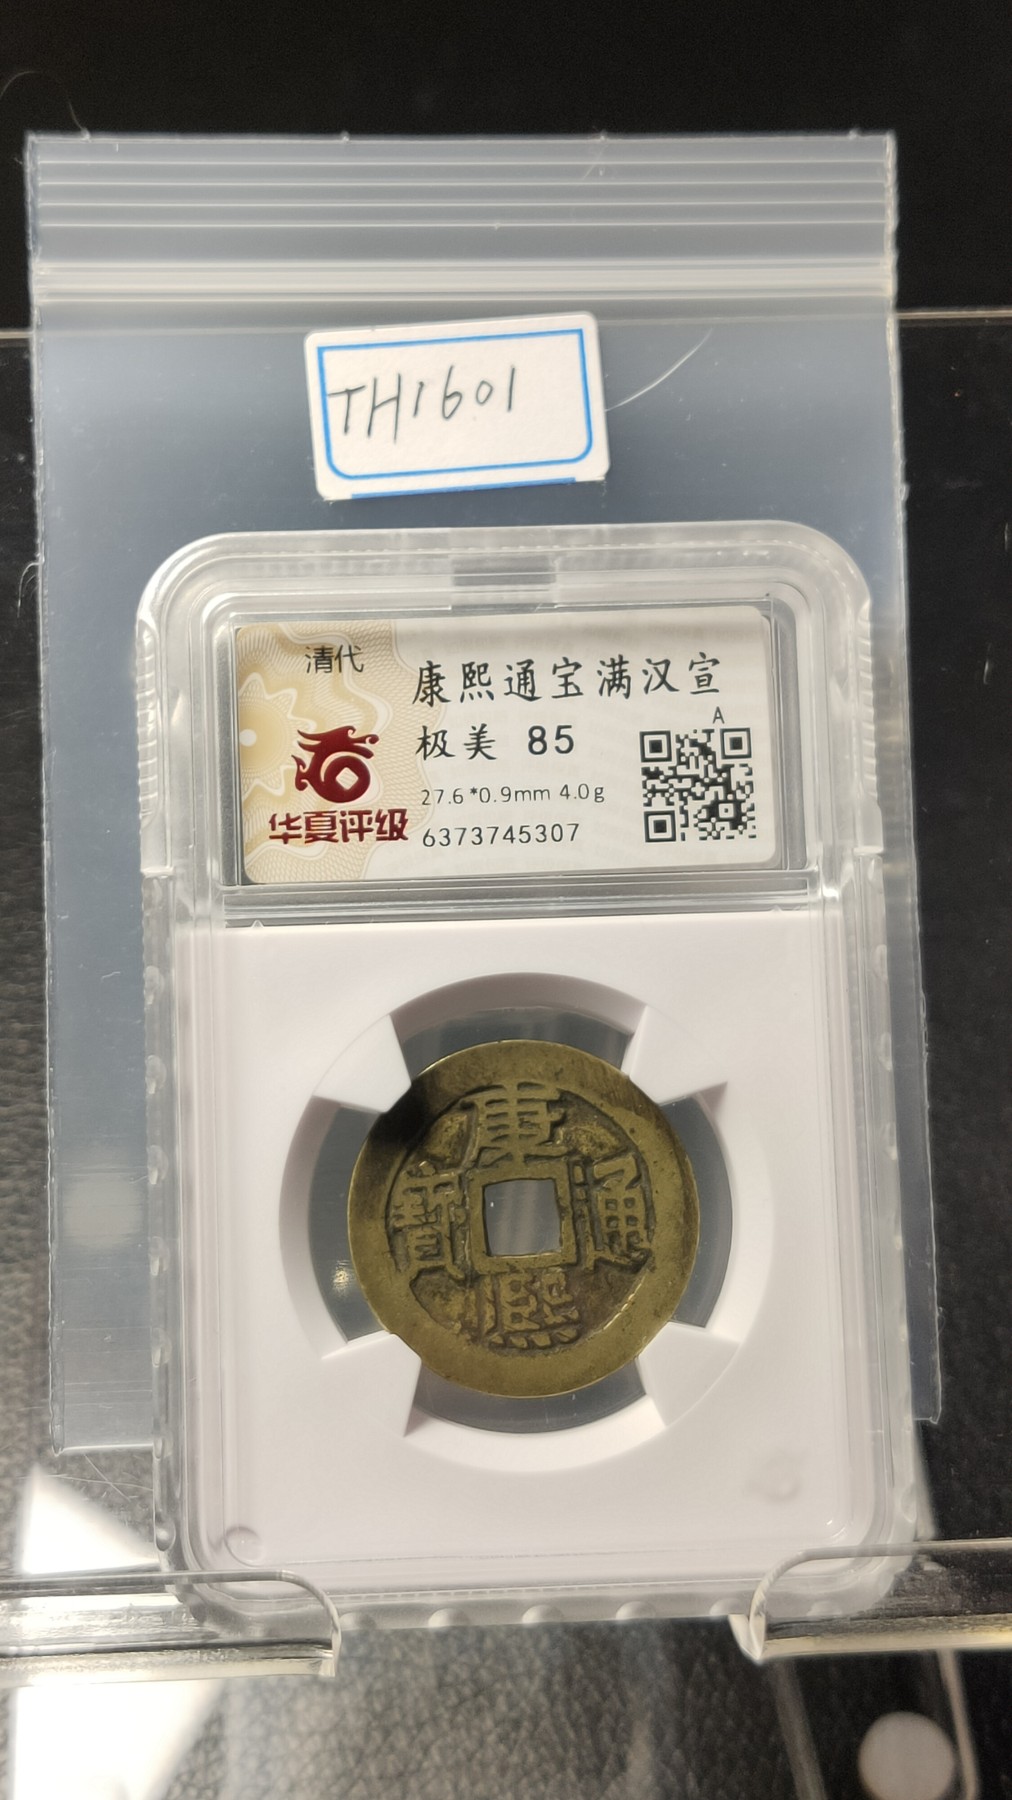 TH1601
清代
华夏评级
康熙通宝满汉宣
极美 85
A
27.6*0.9mm 4.0g
6373745307
康
熙
通
寶